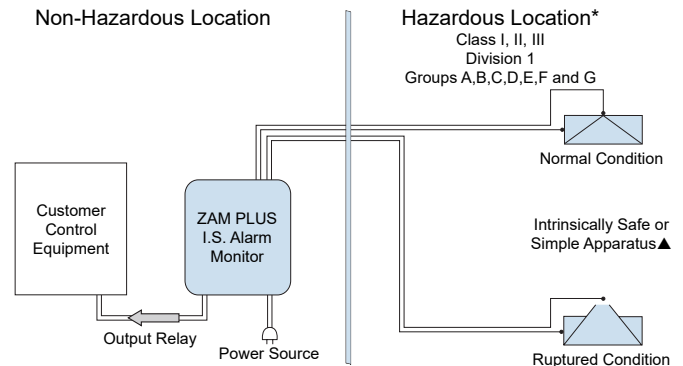 Non-Hazardous Location
Hazardous Location*
Class I, II, III
Division 1
Groups A,B,C,D,E,F and G
Normal Condition
Customer
Control
Equipment
ZAM PLUS
I.S. Alarm
Monitor
Intrinsically Safe or
Simple Apparatus▲
Output Relay
Power Source
Ruptured Condition